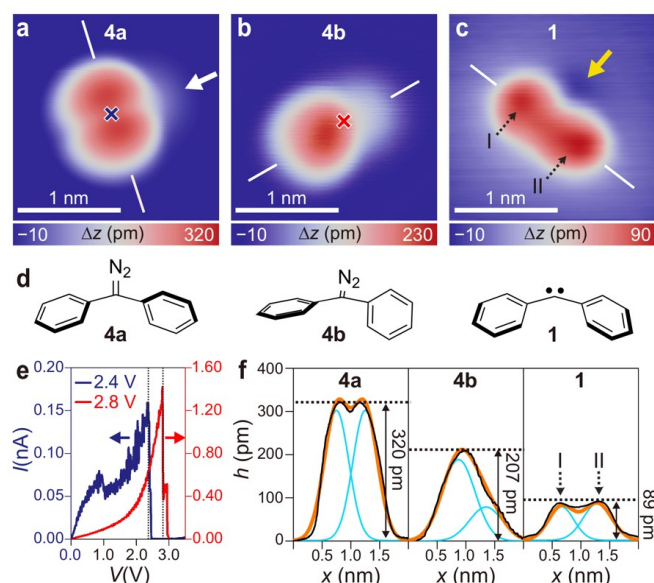 a 4a b 4b c 1
I
II
1 nm 1 nm 1 nm
−10 Δz (pm) 320 −10 Δz (pm) 230 −10 Δz (pm) 90
d N₂ N₂
4a 4b 1
e f 4a 4b 1
0.20 1.60
2.4 V
2.8 V
0.15 1.20
0.10 0.80
0.05 0.40
0.00 0.00
I(nA)
0.0 1.0 2.0 3.0
V(V)
400
300
200
100
0
h (pm)
320 pm
207 pm
I II
89 pm
0.5 1.0 1.5 0.5 1.0 1.5 0.5 1.0 1.5
x (nm) x (nm) x (nm)